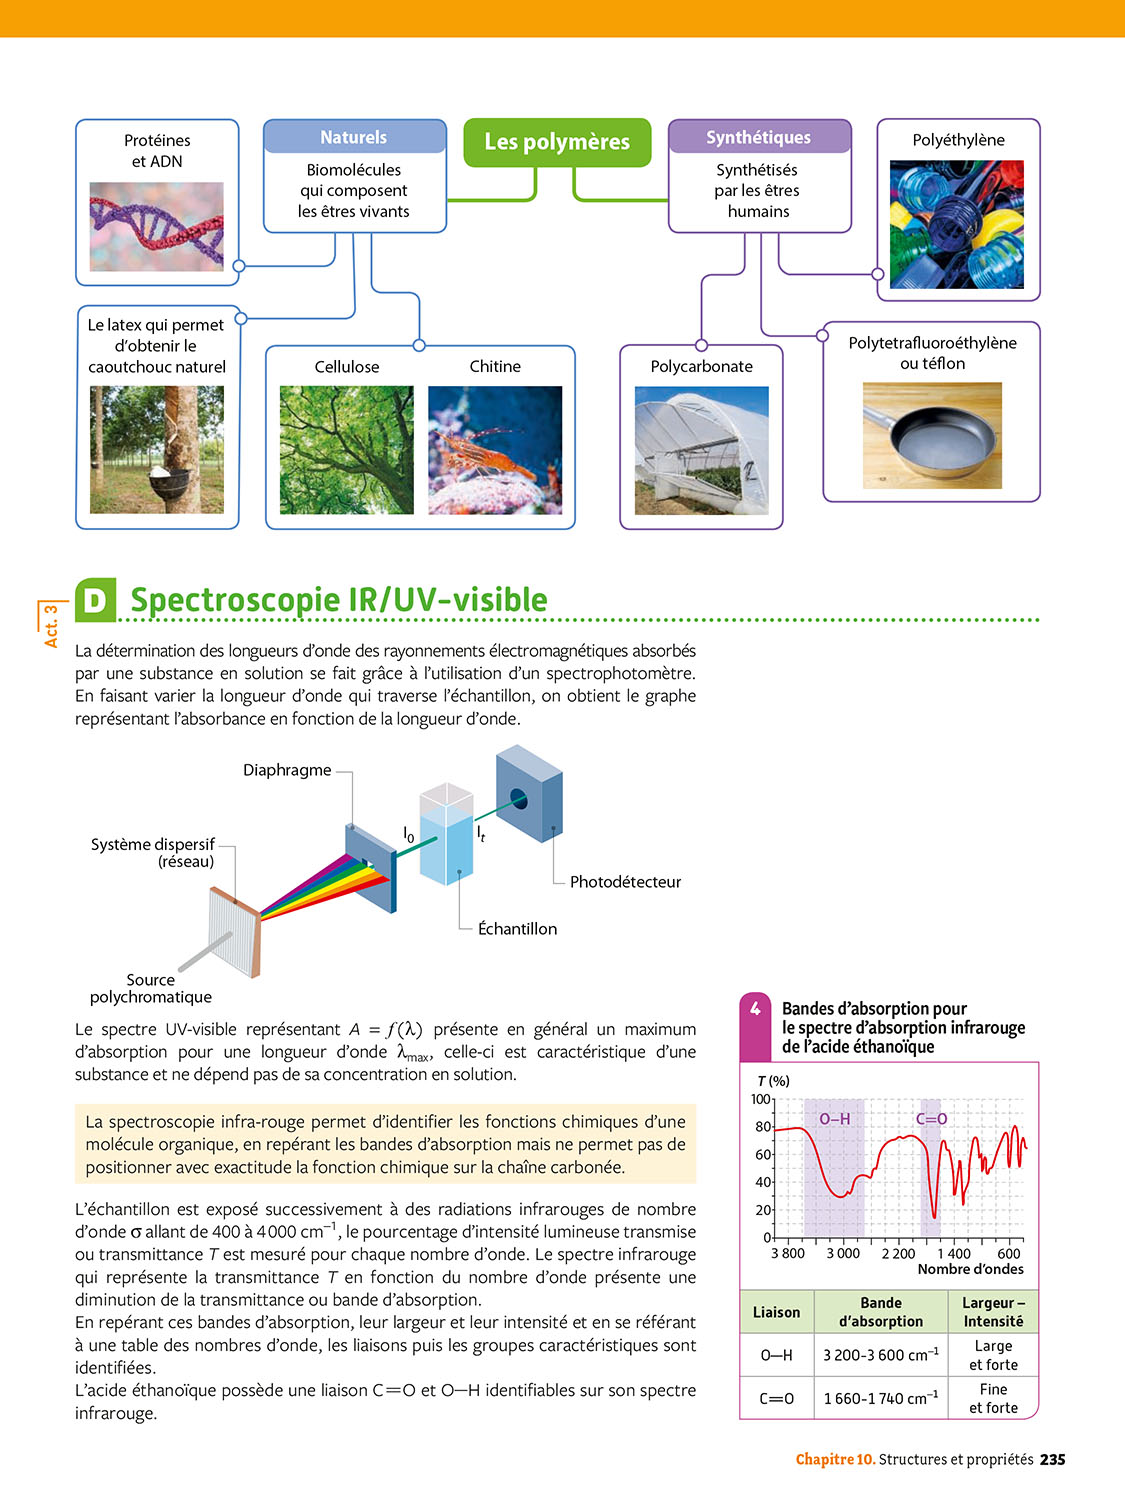 Les polymères
Naturels
Biomolécules
qui composent
les êtres vivants
Protéines
et ADN
Le latex qui permet
d'obtenir le
caoutchouc naturel
Cellulose
Chitine
Synthétiques
Synthétisés
par les êtres
humains
Polyéthylène
Polycarbonate
Polytetrafluoroéthylène
ou téflon
Act. 3
D Spectroscopie IR/UV-visible
La détermination des longueurs d'onde des rayonnements électromagnétiques absorbés
par une substance en solution se fait grâce à l'utilisation d'un spectrophotomètre.
En faisant varier la longueur d'onde qui traverse l'échantillon, on obtient le graphe
représentant l'absorbance en fonction de la longueur d'onde.
Diaphragme
Système dispersif
(réseau)
I₀
Iₜ
Photodétecteur
Échantillon
Source
polychromatique
Le spectre UV-visible représentant A = f(λ) présente en général un maximum
d'absorption pour une longueur d'onde λmax, celle-ci est caractéristique d'une
substance et ne dépend pas de sa concentration en solution.
La spectroscopie infra-rouge permet d'identifier les fonctions chimiques d'une
molécule organique, en repérant les bandes d'absorption mais ne permet pas de
positionner avec exactitude la fonction chimique sur la chaîne carbonée.
L'échantillon est exposé successivement à des radiations infrarouges de nombre
d'onde σ allant de 400 à 4 000 cm⁻¹, le pourcentage d'intensité lumineuse transmise
ou transmittance T est mesuré pour chaque nombre d'onde. Le spectre infrarouge
qui représente la transmittance T en fonction du nombre d'onde présente une
diminution de la transmittance ou bande d'absorption.
En repérant ces bandes d'absorption, leur largeur et leur intensité et en se référant
à une table des nombres d'onde, les liaisons puis les groupes caractéristiques sont
identifiées.
L'acide éthanoïque possède une liaison C=O et O—H identifiables sur son spectre
infrarouge.
4 Bandes d'absorption pour
le spectre d'absorption infrarouge
de l'acide éthanoïque
T (%)
100
80
60
40
20
0
O–H
C=O
3 800 3 000 2 200 1 400 600
Nombre d'ondes
Liaison Bande d'absorption Largeur – Intensité
O—H 3 200-3 600 cm⁻¹ Large et forte
C=O 1 660-1 740 cm⁻¹ Fine et forte
Chapitre 10. Structures et propriétés 235